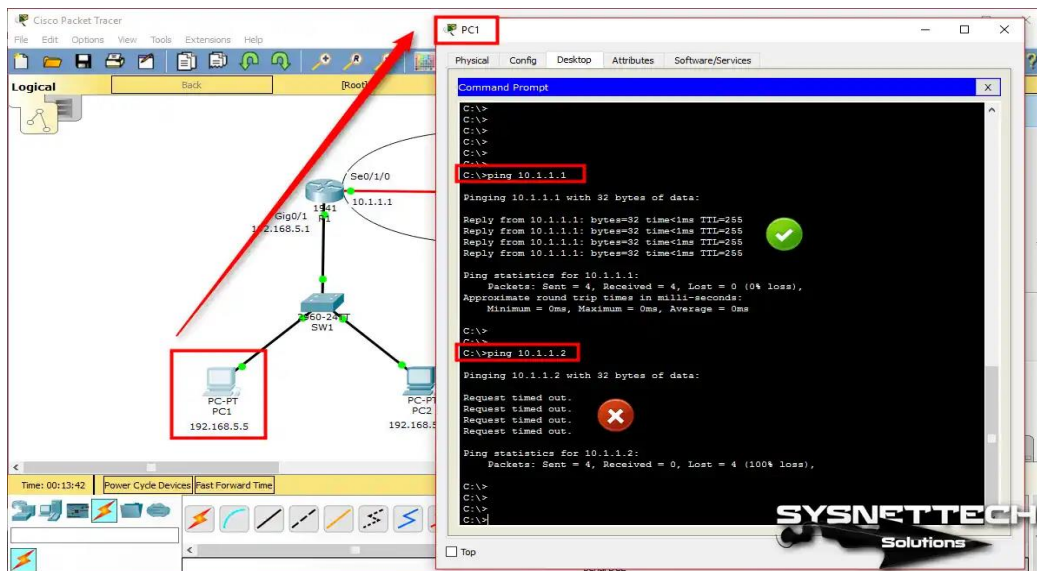 Cisco Packet Tracer
File Edit Options View Tools Extensions Help
Logical
Back
[Root]
Se0/1/0
10.1.1.1
1941
R1
Gig0/1
192.168.5.1
2960-24TT
SW1
PC-PT
PC1
192.168.5.5
PC-PT
PC2
192.168.5
Time: 00:13:42
Power Cycle Devices
Fast Forward Time
PC1
Physical Config Desktop Attributes Software/Services
Command Prompt
X
C:\>
C:\>
C:\>
C:\>
C:\>
C:\>
C:\>ping 10.1.1.1
Pinging 10.1.1.1 with 32 bytes of data:
Reply from 10.1.1.1: bytes=32 time<1ms TTL=255
Reply from 10.1.1.1: bytes=32 time<1ms TTL=255
Reply from 10.1.1.1: bytes=32 time<1ms TTL=255
Reply from 10.1.1.1: bytes=32 time<1ms TTL=255
Ping statistics for 10.1.1.1:
Packets: Sent = 4, Received = 4, Lost = 0 (0% loss),
Approximate round trip times in milli-seconds:
Minimum = 0ms, Maximum = 0ms, Average = 0ms
C:\>
C:\>
C:\>ping 10.1.1.2
Pinging 10.1.1.2 with 32 bytes of data:
Request timed out.
Request timed out.
Request timed out.
Request timed out.
Ping statistics for 10.1.1.2:
Packets: Sent = 4, Received = 0, Lost = 4 (100% loss),
C:\>
C:\>
C:\>
C:\>
Top
SYSNETTECH
Solutions